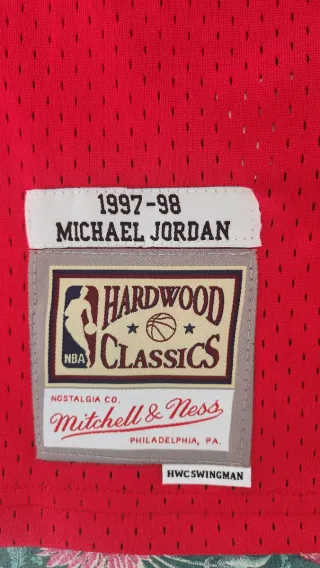 1997-98
MICHAEL JORDAN
HARDWOOD
NBA
CLASSICS
NOSTALGIA CO.
Mitchell & Ness
PHILADELPHIA, PA.
HWC SWINGMAN